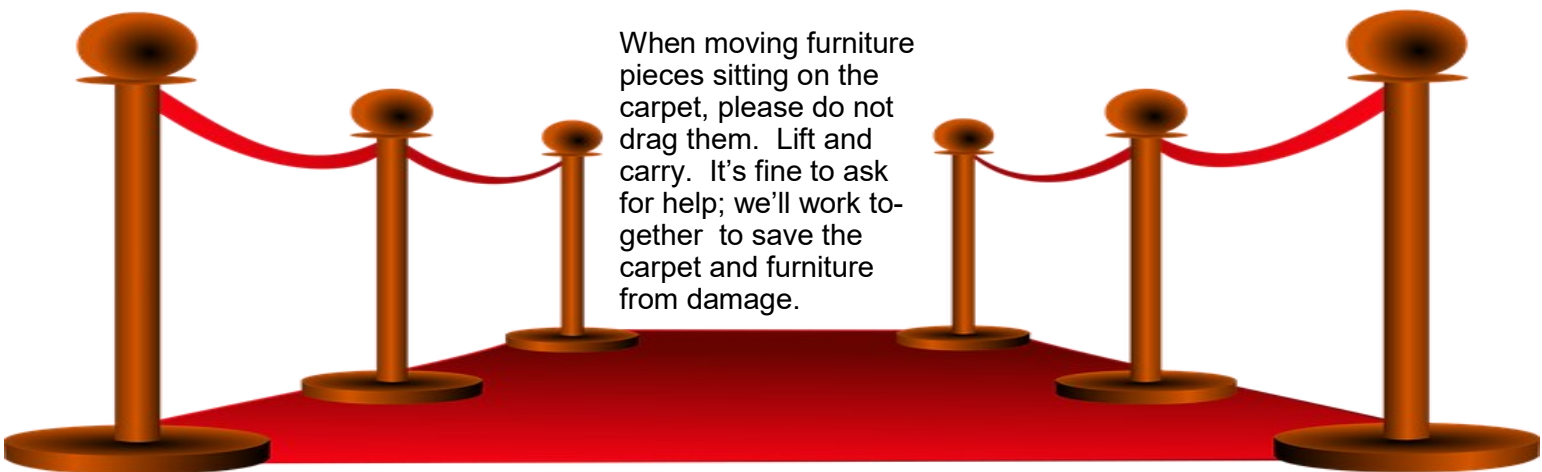 When moving furniture
pieces sitting on the
carpet, please do not
drag them.  Lift and
carry.  It’s fine to ask
for help; we’ll work to-
gether  to save the
carpet and furniture
from damage.